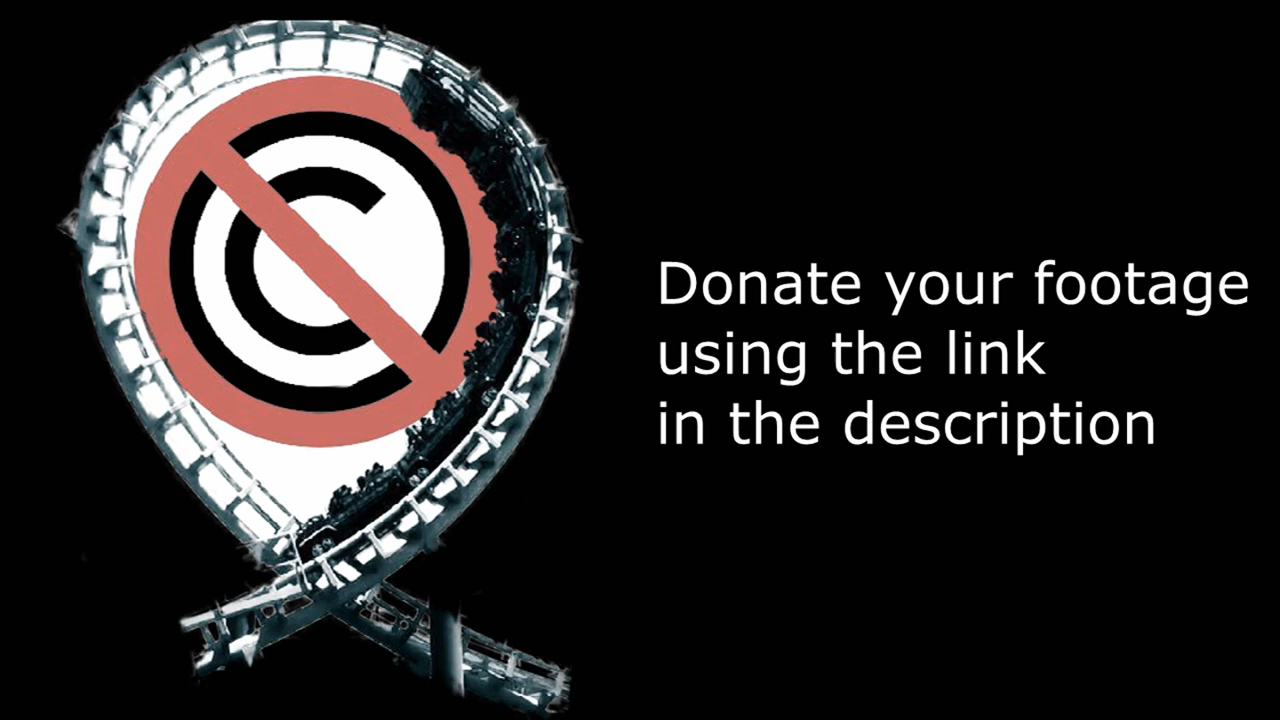 Donate your footage
using the link
in the description